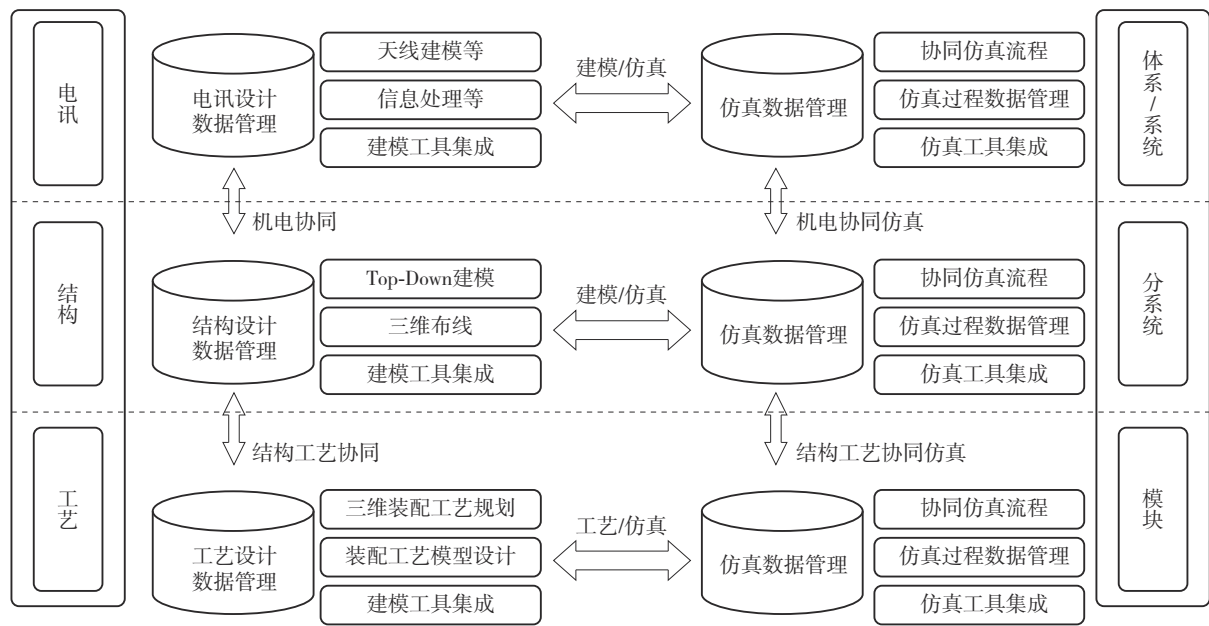 电讯
电讯设计
数据管理
天线建模等
信息处理等
建模工具集成
建模/仿真
仿真数据管理
协同仿真流程
仿真过程数据管理
仿真工具集成
体系/系统
机电协同
机电协同仿真
结构
结构设计
数据管理
Top-Down建模
三维布线
建模工具集成
建模/仿真
仿真数据管理
协同仿真流程
仿真过程数据管理
仿真工具集成
分系统
结构工艺协同
结构工艺协同仿真
工艺
工艺设计
数据管理
三维装配工艺规划
装配工艺模型设计
建模工具集成
工艺/仿真
仿真数据管理
协同仿真流程
仿真过程数据管理
仿真工具集成
模块